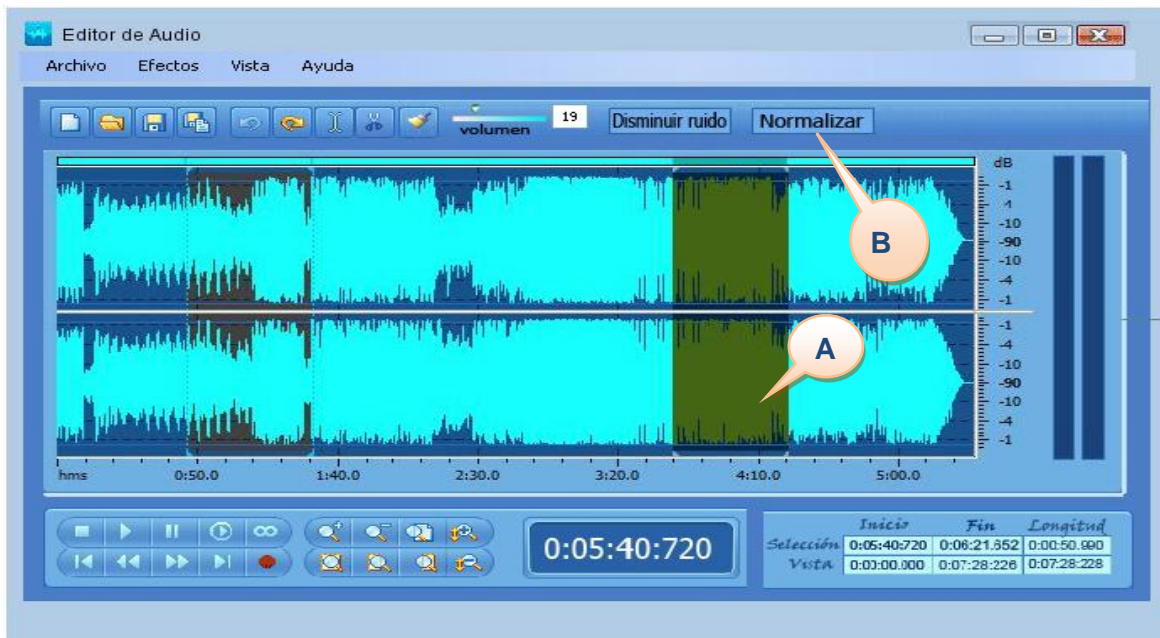 Editor de Audio
Archivo Efectos Vista Ayuda
volumen 19 Disminuir ruido Normalizar
dB
-1
-4
-10
-90
-10
-4
-1
B
-1
-4
-10
-90
-10
-4
-1
A
hms 0:50.0 1:40.0 2:30.0 3:20.0 4:10.0 5:00.0
0:05:40:720
Inicio Fin Longitud
Selección 0:05:40:720 0:06:21.652 0:00:50.990
Vista 0:00:00.000 0:07:28:226 0:07:28:228